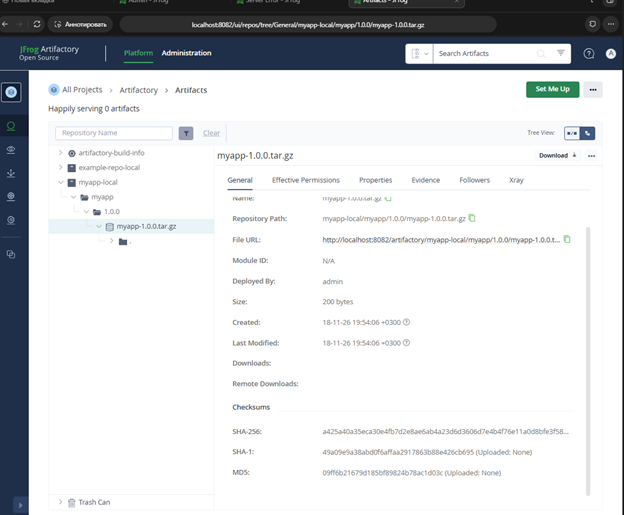 Admin - JFrog
Server Error - JFrog
Artifacts - JFrog
Аннотировать
localhost:8082/ui/repos/tree/General/myapp-local/myapp/1.0.0/myapp-1.0.0.tar.gz
JFrog Artifactory
Open Source
Platform
Administration
Search Artifacts
A
All Projects
Artifactory
Artifacts
Set Me Up
Happily serving 0 artifacts
Repository Name
Clear
Tree View:
artifactory-build-info
example-repo-local
myapp-local
myapp
1.0.0
myapp-1.0.0.tar.gz
.
Trash Can
myapp-1.0.0.tar.gz
Download
General
Effective Permissions
Properties
Evidence
Followers
Xray
Name: myapp-1.0.0.tar.gz
Repository Path: myapp-local/myapp/1.0.0/myapp-1.0.0.tar.gz
File URL: http://localhost:8082/artifactory/myapp-local/myapp/1.0.0/myapp-1.0.0.t...
Module ID: N/A
Deployed By: admin
Size: 200 bytes
Created: 18-11-26 19:54:06 +0300
Last Modified: 18-11-26 19:54:06 +0300
Downloads:
Remote Downloads:
Checksums
SHA-256: a425a40a35eca30e4fb7d2e8ae6ab4a23d6d3606d7e4b4f76e11a0d8bfe3f58...
SHA-1: 49a09e9a38abd0f6affaa2917863b88e426cb695 (Uploaded: None)
MD5: 09ff6b21679d185bf89824b78ac1d03c (Uploaded: None)